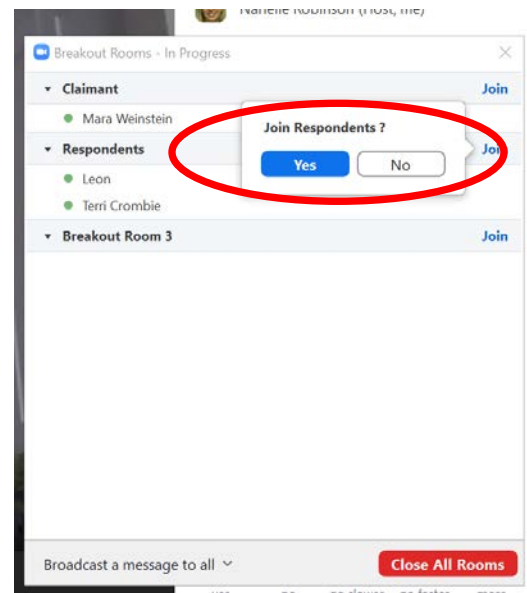 Narelle Robinson (Host, me)
Breakout Rooms - In Progress
Claimant Join
Mara Weinstein
Join Respondents ?
Respondents
Yes No
Leon
Terri Crombie
Breakout Room 3 Join
Broadcast a message to all
Close All Rooms